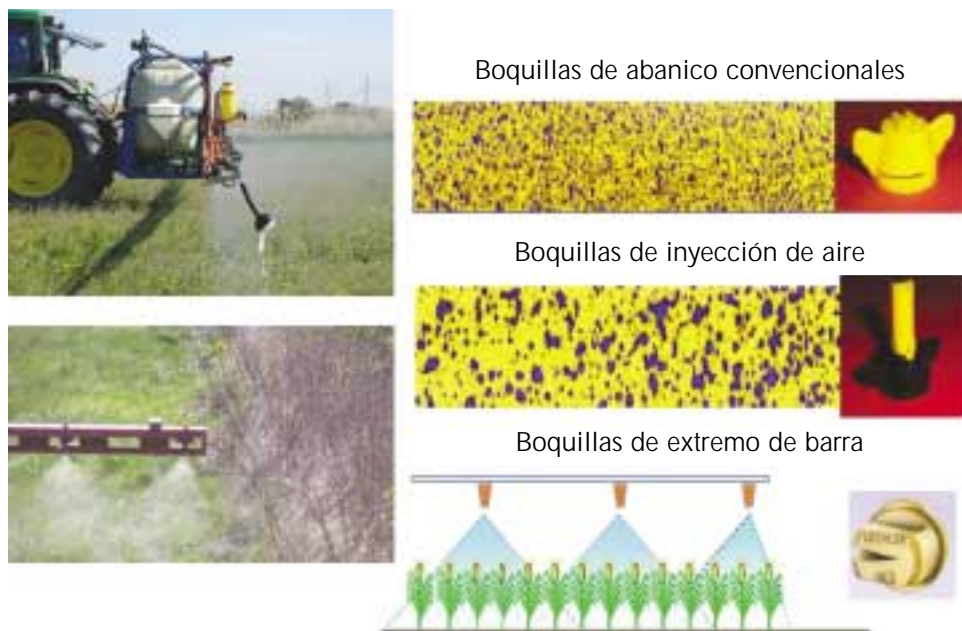 Boquillas de abanico convencionales
Boquillas de inyección de aire
Boquillas de extremo de barra